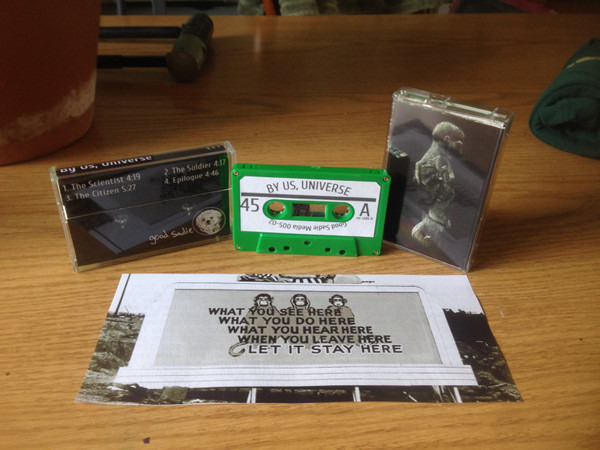 BY US, UNIVERSE
1. The Scientist 4:19
2. The Soldier 4:17
3. The Citizen 5:27
4. Epilogue 4:46
good sadie
BY US, UNIVERSE
45
A
Good Sadie Media 005-02
WHAT YOU SEE HERE
WHAT YOU DO HERE
WHAT YOU HEAR HERE
WHEN YOU LEAVE HERE
LET IT STAY HERE